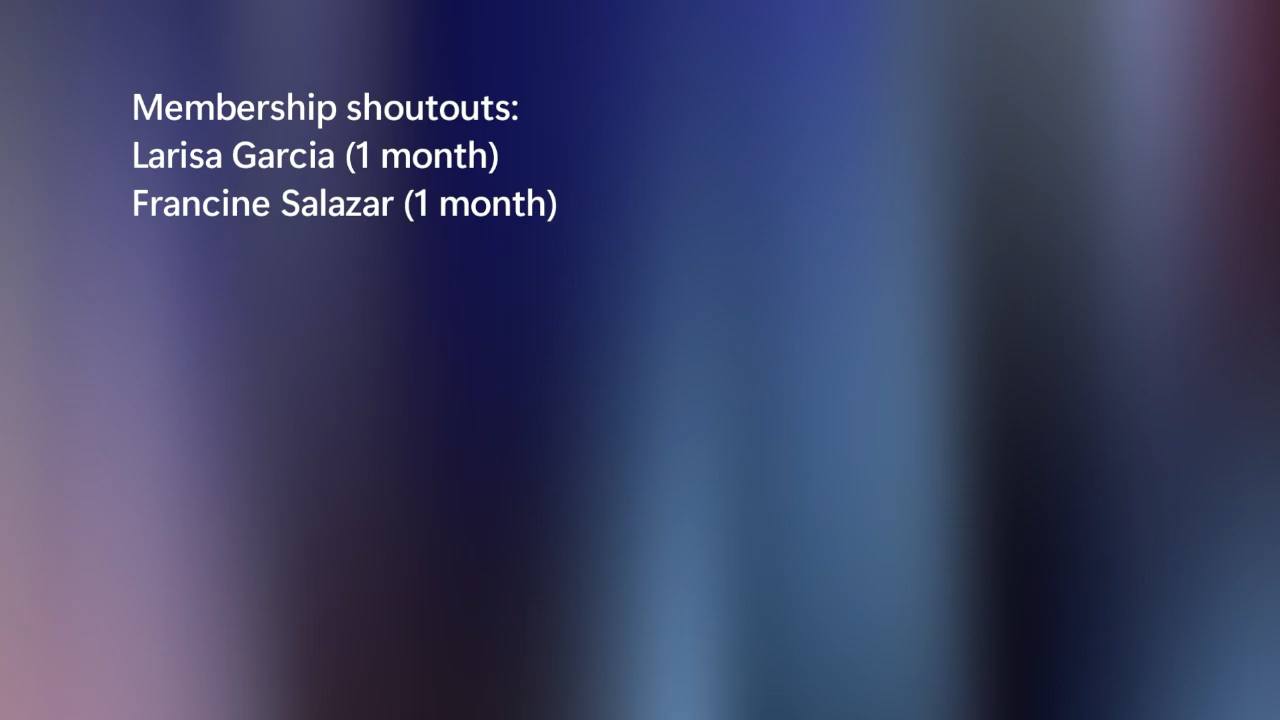 Membership shoutouts:
Larisa Garcia (1 month)
Francine Salazar (1 month)